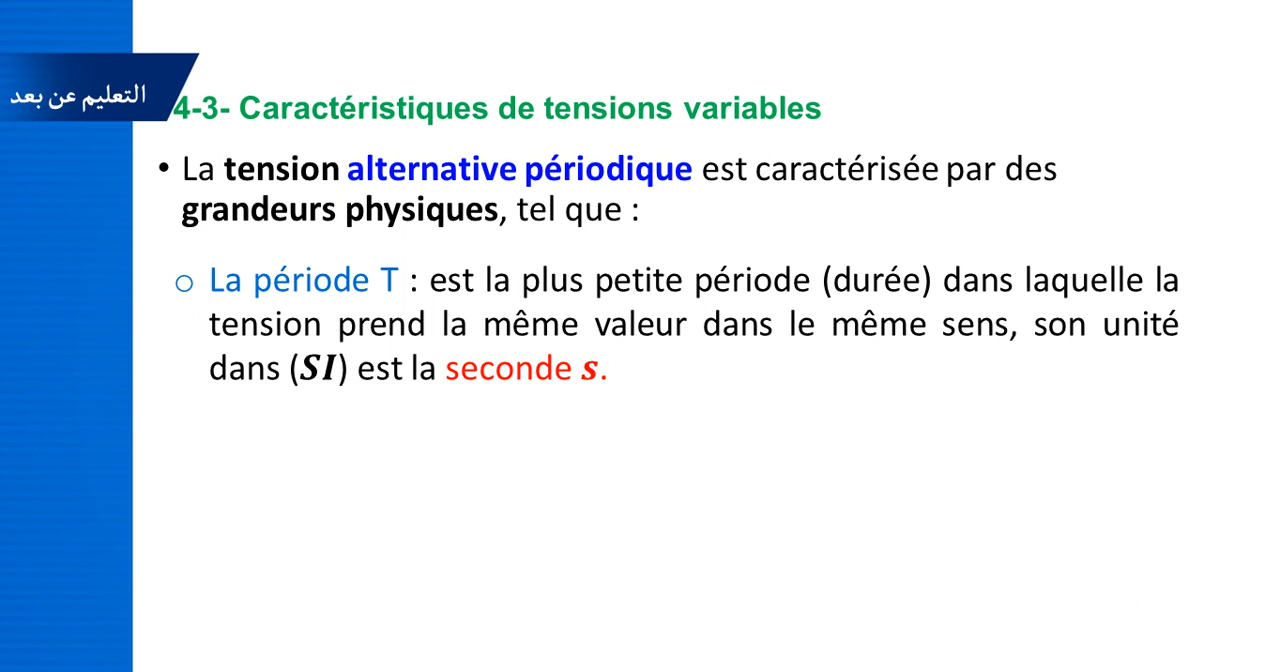 التعليم عن بعد
4-3- Caractéristiques de tensions variables
• La tension alternative périodique est caractérisée par des
grandeurs physiques, tel que :
o La période T : est la plus petite période (durée) dans laquelle la
tension prend la même valeur dans le même sens, son unité
dans (SI) est la seconde s.